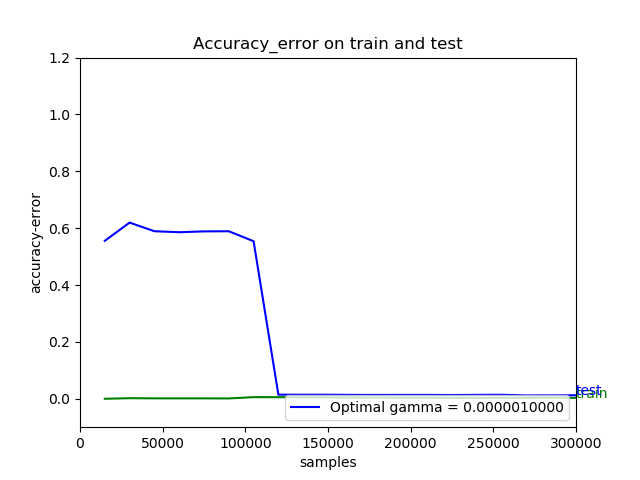 Accuracy_error on train and test
accuracy-error
1.2
1.0
0.8
0.6
0.4
0.2
0.0
test
train
Optimal gamma = 0.0000010000
0 50000 100000 150000 200000 250000 300000
samples